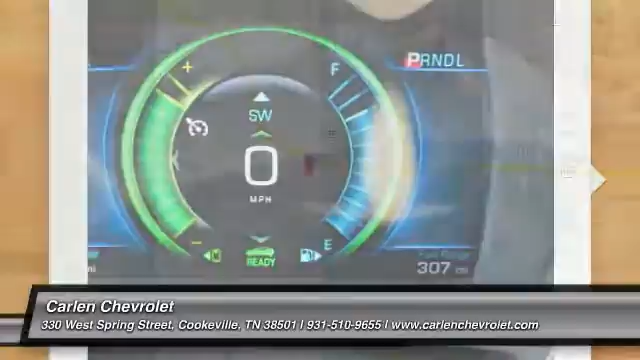 + F PRNDL
SW
0
MPH
- READY E
307
Carlen Chevrolet
330 West Spring Street, Cookeville, TN 38501 | 931-510-9655 | www.carlenchevrolet.com